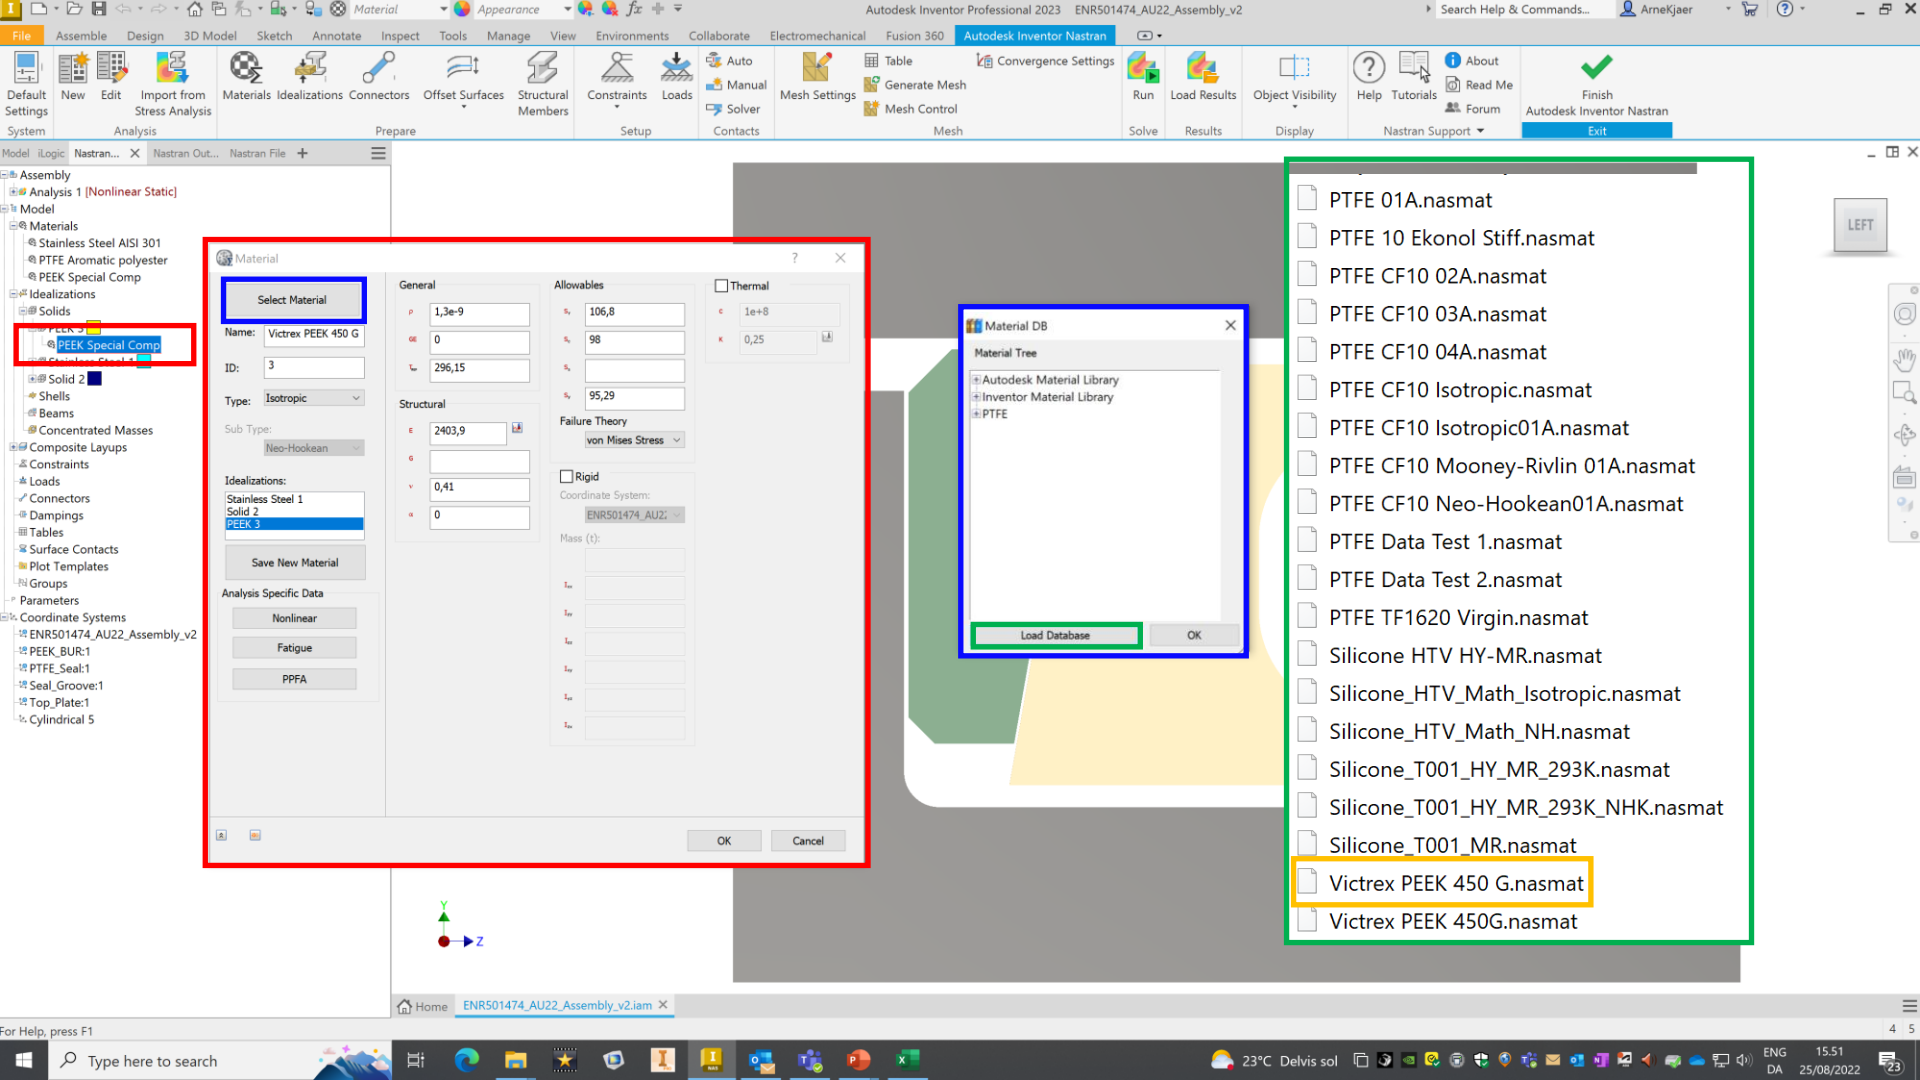 Material
Appearance
Autodesk Inventor Professional 2023 ENR501474_AU22_Assembly_v2
Search Help & Commands...
ArneKjaer
File Assemble Design 3D Model Sketch Annotate Inspect Tools Manage View Environments Collaborate Electromechanical Fusion 360 Autodesk Inventor Nastran
Default Settings
New
Edit
Import from Stress Analysis
Materials
Idealizations
Connectors
Offset Surfaces
Structural Members
Constraints
Loads
Auto
Manual
Solver
Mesh Settings
Table
Generate Mesh
Mesh Control
Convergence Settings
Run
Load Results
Object Visibility
Help
Tutorials
About
Read Me
Forum
Finish
Autodesk Inventor Nastran
System
Analysis
Prepare
Setup
Contacts
Mesh
Solve
Results
Display
Nastran Support
Exit
Model iLogic Nastran... Nastran Out... Nastran File
Assembly
Analysis 1 [Nonlinear Static]
Model
Materials
Stainless Steel AISI 301
PTFE Aromatic polyester
PEEK Special Comp
Idealizations
Solids
PEEK 3
PEEK Special Comp
Stainless Steel 1
Solid 2
Shells
Beams
Concentrated Masses
Composite Layups
Constraints
Loads
Connectors
Dampings
Tables
Surface Contacts
Plot Templates
Groups
Parameters
Coordinate Systems
ENR501474_AU22_Assembly_v2
PEEK_BUR:1
PTFE_Seal:1
Seal_Groove:1
Top_Plate:1
Cylindrical 5
Material
Select Material
Name: Victrex PEEK 450 G
ID: 3
Type: Isotropic
Sub Type:
Neo-Hookean
Idealizations:
Stainless Steel 1
Solid 2
PEEK 3
Save New Material
Analysis Specific Data
Nonlinear
Fatigue
PPFA
General
ρ 1,3e-9
GE 0
296,15
Structural
E 2403,9
G
ν 0,41
α 0
Allowables
106,8
98
95,29
Failure Theory
von Mises Stress
Rigid
Coordinate System:
ENR501474_AU2
Mass (t):
Thermal
C 1e+8
K 0,25
OK
Cancel
Material DB
Material Tree
Autodesk Material Library
Inventor Material Library
PTFE
Load Database
OK
PTFE 01A.nasmat
PTFE 10 Ekonol Stiff.nasmat
PTFE CF10 02A.nasmat
PTFE CF10 03A.nasmat
PTFE CF10 04A.nasmat
PTFE CF10 Isotropic.nasmat
PTFE CF10 Isotropic01A.nasmat
PTFE CF10 Mooney-Rivlin 01A.nasmat
PTFE CF10 Neo-Hookean01A.nasmat
PTFE Data Test 1.nasmat
PTFE Data Test 2.nasmat
PTFE TF1620 Virgin.nasmat
Silicone HTV HY-MR.nasmat
Silicone_HTV_Math_Isotropic.nasmat
Silicone_HTV_Math_NH.nasmat
Silicone_T001_HY_MR_293K.nasmat
Silicone_T001_HY_MR_293K_NHK.nasmat
Silicone_T001_MR.nasmat
Victrex PEEK 450 G.nasmat
Victrex PEEK 450G.nasmat
LEFT
Y
Z
Home ENR501474_AU22_Assembly_v2.iam
For Help, press F1
4 5
Type here to search
23°C Delvis sol
ENG
DA
15.51
25/08/2022
23